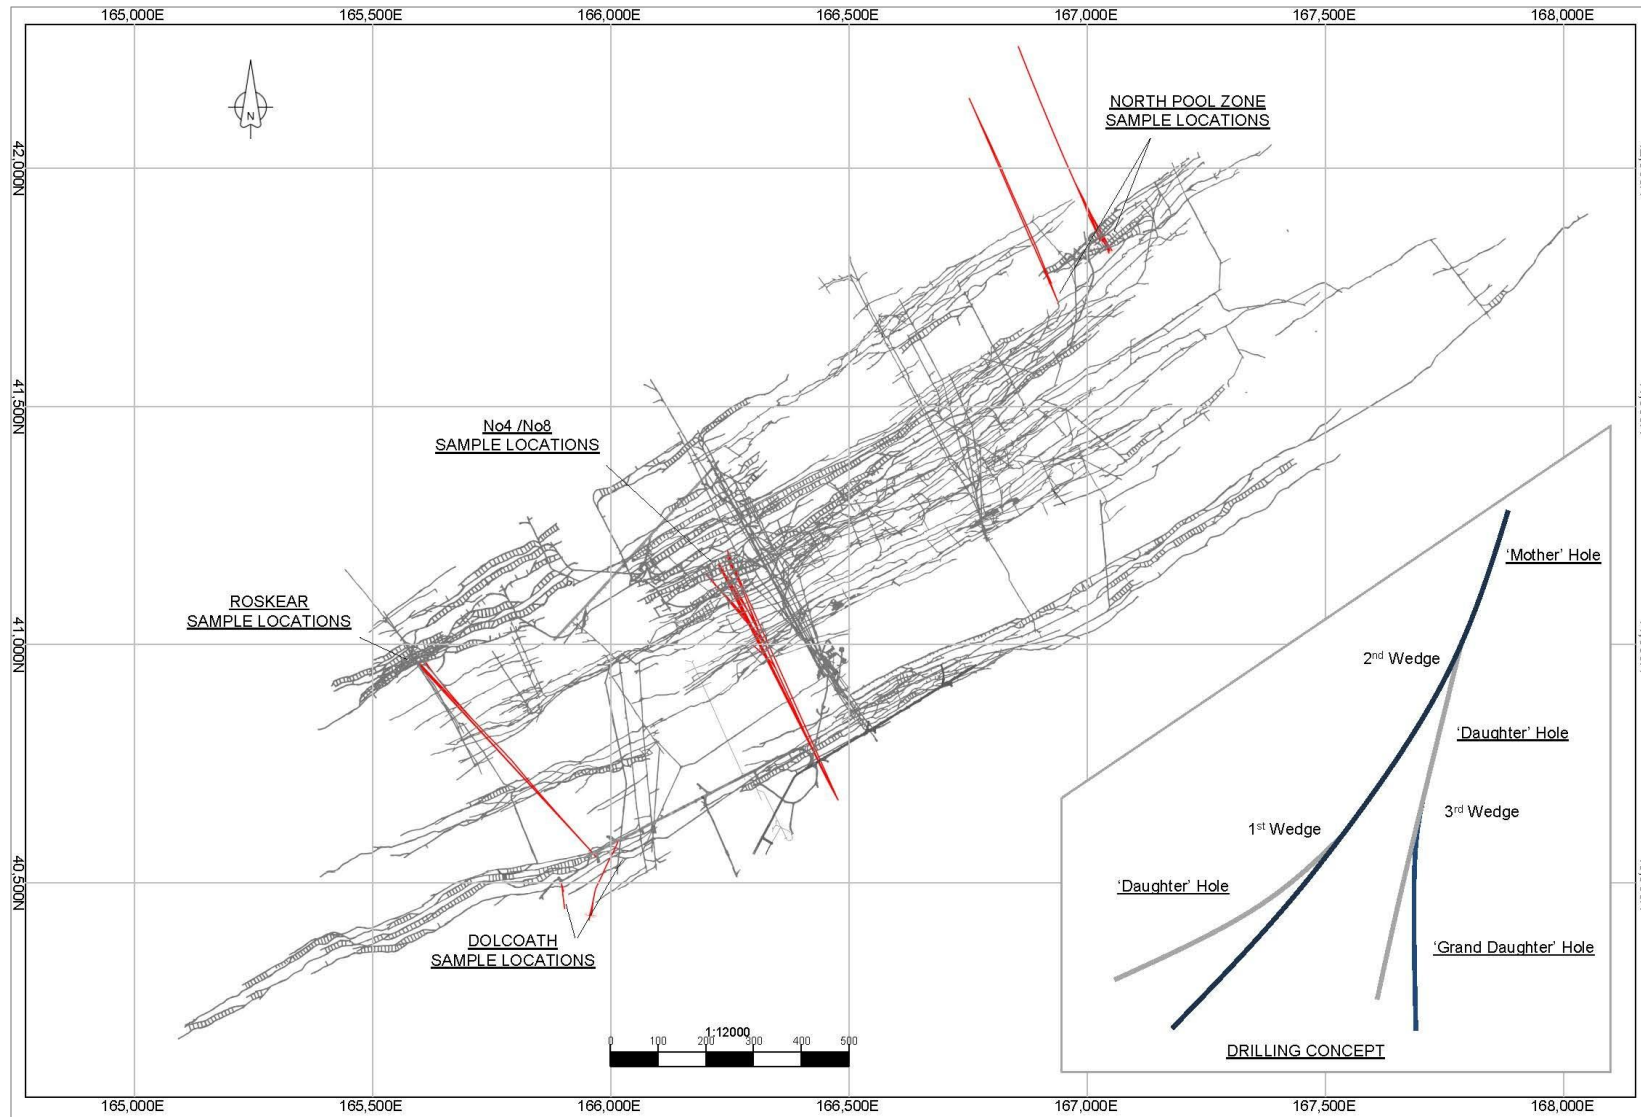 165,000E 165,500E 166,000E 166,500E 167,000E 167,500E 168,000E
N
NORTH POOL ZONE
SAMPLE LOCATIONS
42,000N
41,500N
No4 /No8
SAMPLE LOCATIONS
ROSKEAR
SAMPLE LOCATIONS
41,000N
40,500N
DOLCOATH
SAMPLE LOCATIONS
'Mother' Hole
2nd Wedge
'Daughter' Hole
3rd Wedge
1st Wedge
'Daughter' Hole
'Grand Daughter' Hole
DRILLING CONCEPT
1:12000
0 100 200 300 400 500
165,000E 165,500E 166,000E 166,500E 167,000E 167,500E 168,000E